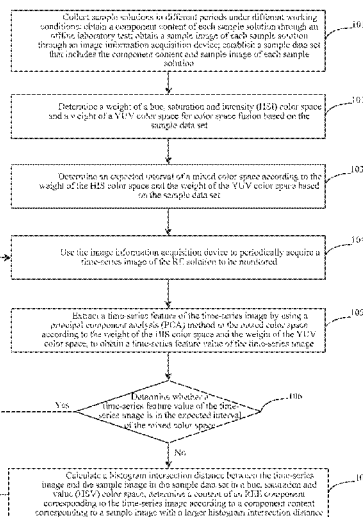 Collect sample solutions in different periods under different working
conditions; obtain a component content of each sample solution through an
offline laboratory test; obtain a sample image of each sample solution
through an image information acquisition device; establish a sample data set
that includes the component content and sample image of each sample
solution
10
Determine a weight of a hue, saturation and intensity (HSI) color space
and a weight of a YUV color space for color space fusion based on the
sample data set
10
Determine an expected interval of a mixed color space according to the
weight of the HIS color space and the weight of the YUV color space based
on the sample data set
10
Use the image information acquisition device to periodically acquire a
time-series image of the RE solution to be monitored
10
Extract a time-series feature of the time-series image by using a
principal component analysis (PCA) method in the mixed color space
according to the weight of the HIS color space and the weight of the YUV
color space, to obtain a time-series feature value of the time-series image
105
Determine whether a
time-series feature value of the time-
series image is in the expected interval
of the mixed color space
106
Yes
No
Calculate a histogram intersection distance between the time-series
image and the sample image in the sample data set in a hue, saturation and
value (HSV) color space, determine a content of an REE component
corresponding to the time-series image according to a component content
corresponding to a sample image with a larger histogram intersection distance
10